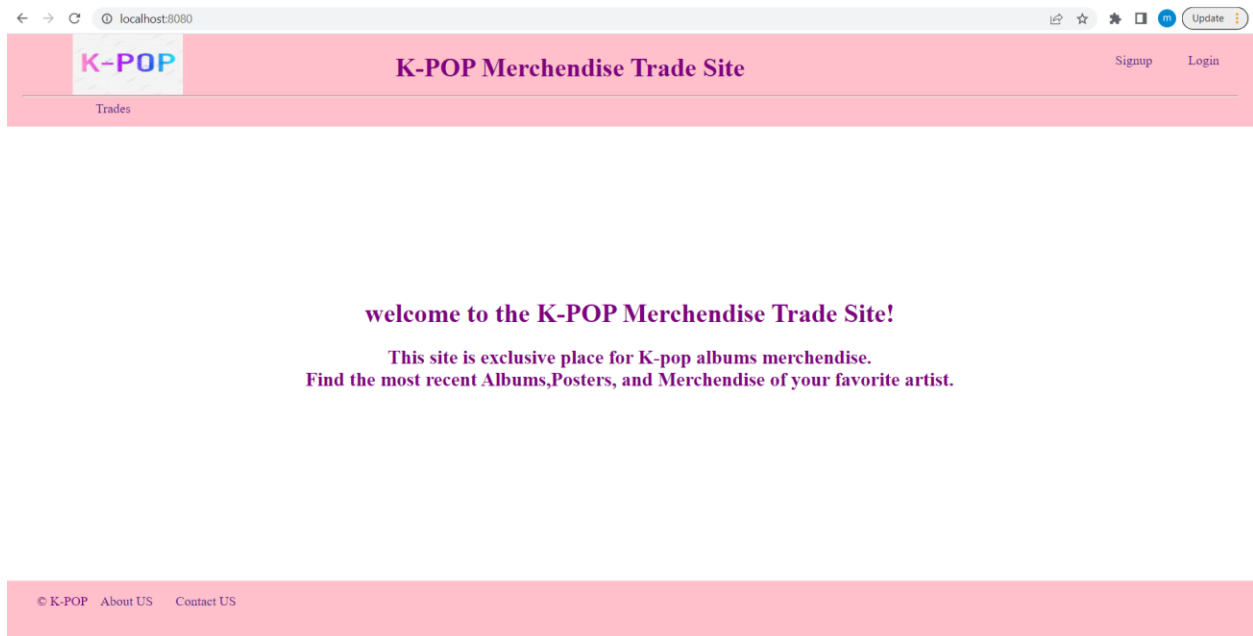 localhost:8080
m
Update
K-POP
K-POP Merchendise Trade Site
Signup
Login
Trades
welcome to the K-POP Merchendise Trade Site!
This site is exclusive place for K-pop albums merchendise.
Find the most recent Albums,Posters, and Merchendise of your favorite artist.
© K-POP
About US
Contact US